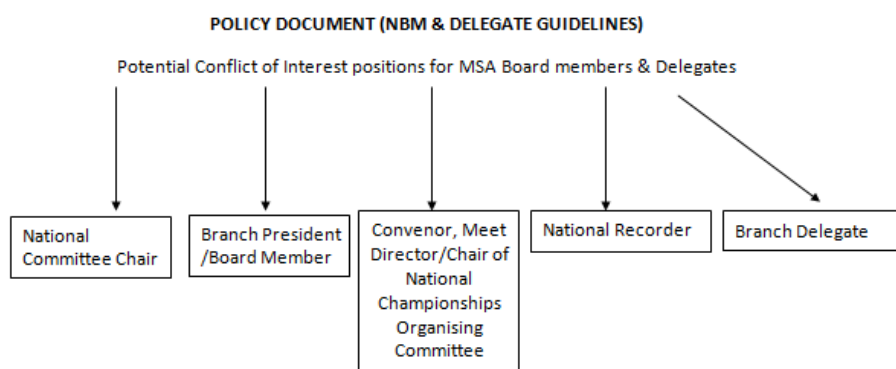 POLICY DOCUMENT (NBM & DELEGATE GUIDELINES)
Potential Conflict of Interest positions for MSA Board members & Delegates
National
Committee Chair
Branch President
/Board Member
Convenor, Meet
Director/Chair of
National
Championships
Organising
Committee
National Recorder
Branch Delegate